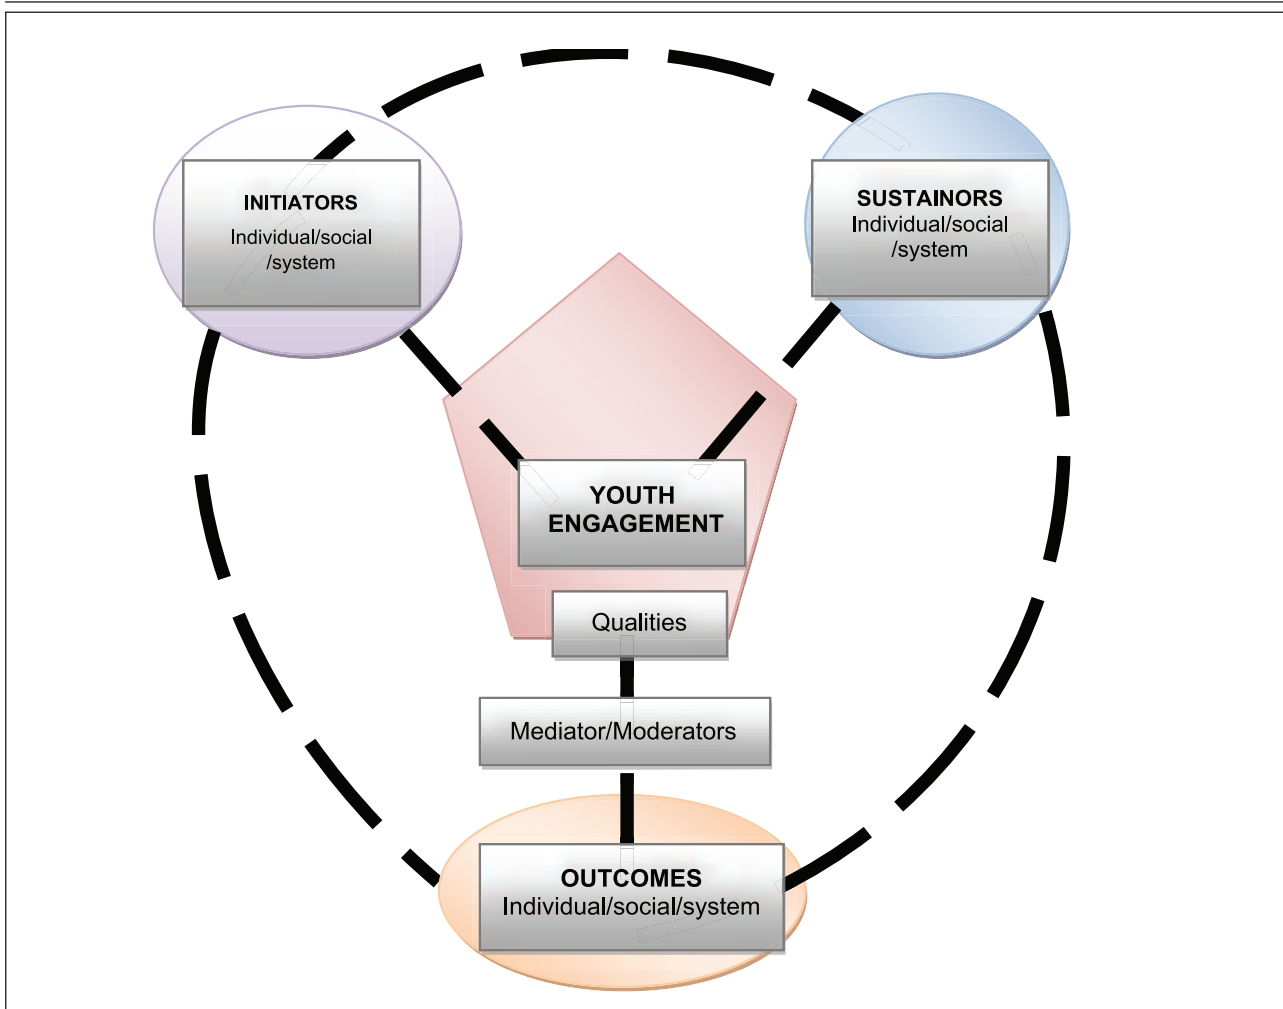 INITIATORS
Individual/social
/system
SUSTAINORS
Individual/social
/system
YOUTH
ENGAGEMENT
Qualities
Mediator/Moderators
OUTCOMES
Individual/social/system